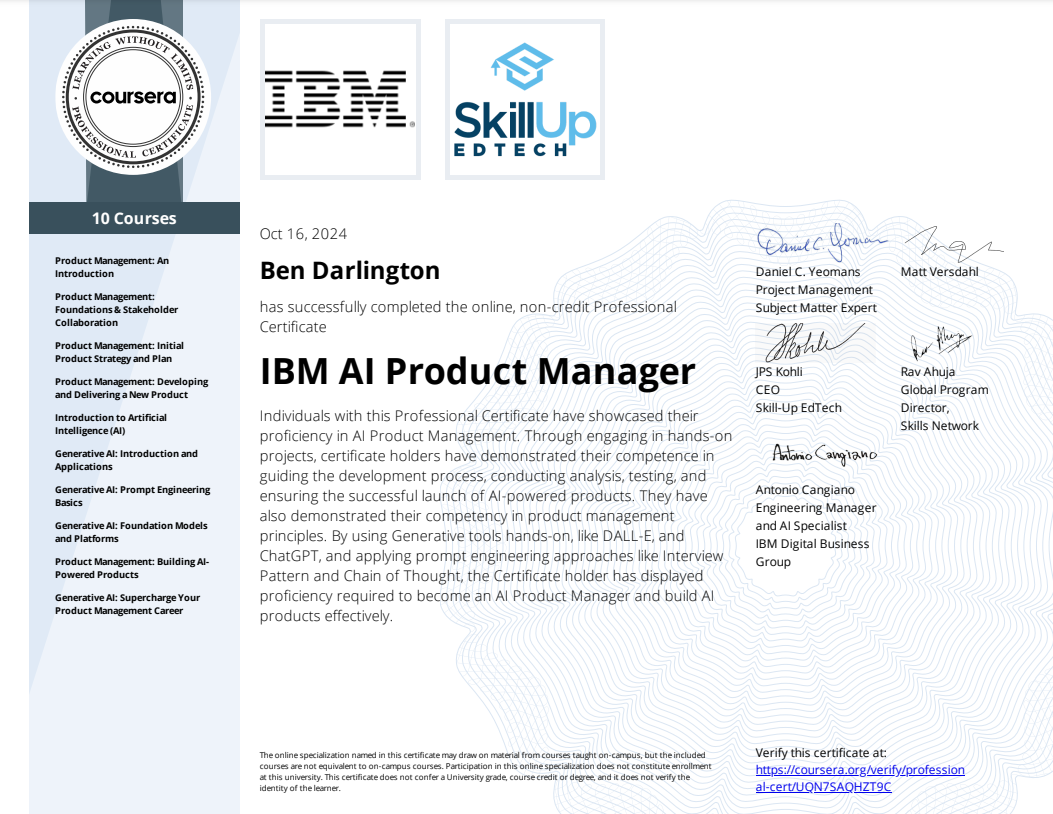 LEARNING WITHOUT LIMITS
coursera
PROFESSIONAL CERTIFICATE
IBM
®
SkillUp
EDTECH
10 Courses
Product Management: An
Introduction
Product Management:
Foundations & Stakeholder
Collaboration
Product Management: Initial
Product Strategy and Plan
Product Management: Developing
and Delivering a New Product
Introduction to Artificial
Intelligence (AI)
Generative AI: Introduction and
Applications
Generative AI: Prompt Engineering
Basics
Generative AI: Foundation Models
and Platforms
Product Management: Building AI-
Powered Products
Generative AI: Supercharge Your
Product Management Career
Oct 16, 2024
Ben Darlington
has successfully completed the online, non-credit Professional
Certificate
IBM AI Product Manager
Individuals with this Professional Certificate have showcased their
proficiency in AI Product Management. Through engaging in hands-on
projects, certificate holders have demonstrated their competence in
guiding the development process, conducting analysis, testing, and
ensuring the successful launch of AI-powered products. They have
also demonstrated their competency in product management
principles. By using Generative tools hands-on, like DALL-E, and
ChatGPT, and applying prompt engineering approaches like Interview
Pattern and Chain of Thought, the Certificate holder has displayed
proficiency required to become an AI Product Manager and build AI
products effectively.
Daniel C. Yeomans
Daniel C. Yeomans
Project Management
Subject Matter Expert
Matt Versdahl
JPS Kohli
CEO
Skill-Up EdTech
Rav Ahuja
Rav Ahuja
Global Program
Director,
Skills Network
Antonio Cangiano
Antonio Cangiano
Engineering Manager
and AI Specialist
IBM Digital Business
Group
The online specialization named in this certificate may draw on material from courses taught on-campus, but the included
courses are not equivalent to on-campus courses. Participation in this online specialization does not constitute enrollment
at this university. This certificate does not confer a University grade, course credit or degree, and it does not verify the
identity of the learner.
Verify this certificate at:
https://coursera.org/verify/profession
al-cert/UQN7SAQHZT9C